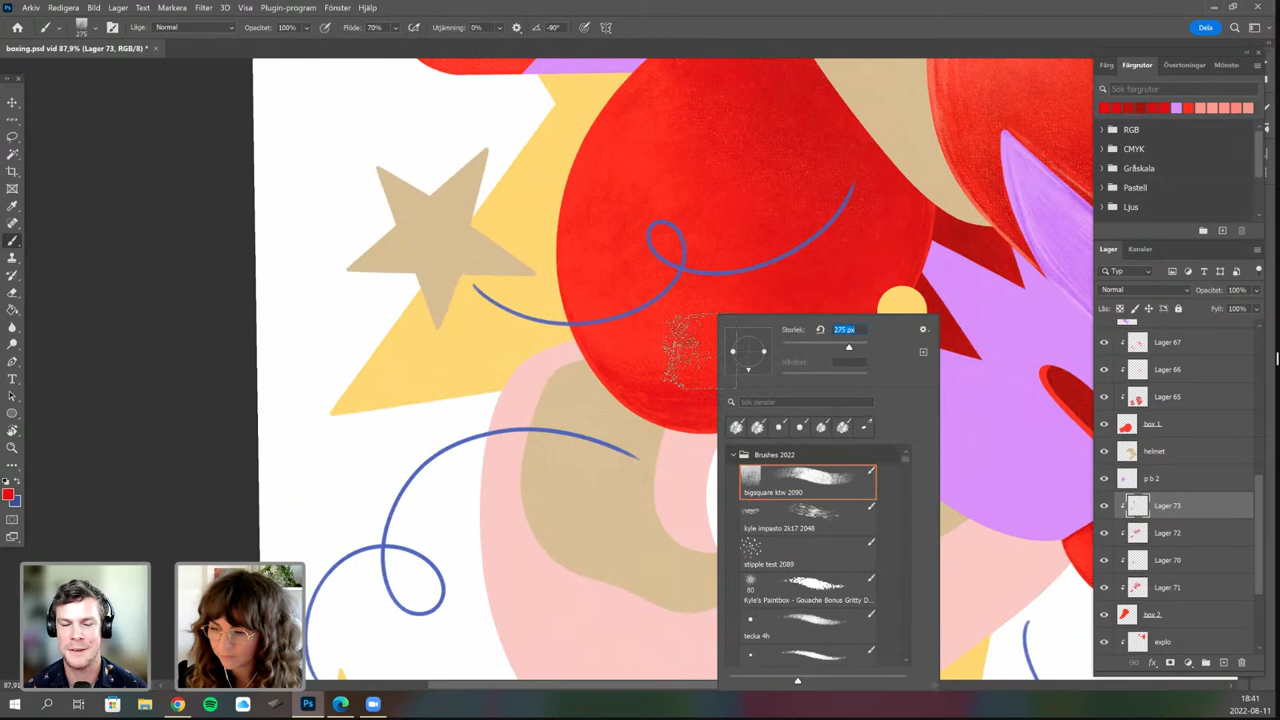 Arkiv Redigera Bild Lager Text Markera Filter 3D Visa Plugin-program Fönster Hjälp
275 Läge: Normal Opacitet: 100% Flöde: 70% Utjämning: 0% -90° Dela
boxing.psd vid 87,9% (Lager 73, RGB/8) *
Färg Färgrutor Övertoningar Mönste
Sök färgrutor
RGB
CMYK
Gråskala
Pastell
Ljus
Lager Kanaler
Typ
Normal Opacitet: 100%
Lås: Fyll: 100%
Lager 67
Lager 66
Lager 65
box 1
helmet
p b 2
Lager 73
Lager 72
Lager 70
Lager 71
box 2
explo
Storlek: 275 px
Hårdhet:
Sök penslar
Brushes 2022
bigsquare ktw 2090
kyle impasto 2k17 2048
stipple test 2089
80
Kyle's Paintbox - Gouache Bonus Gritty D...
tecka 4h
18:41
2022-08-11